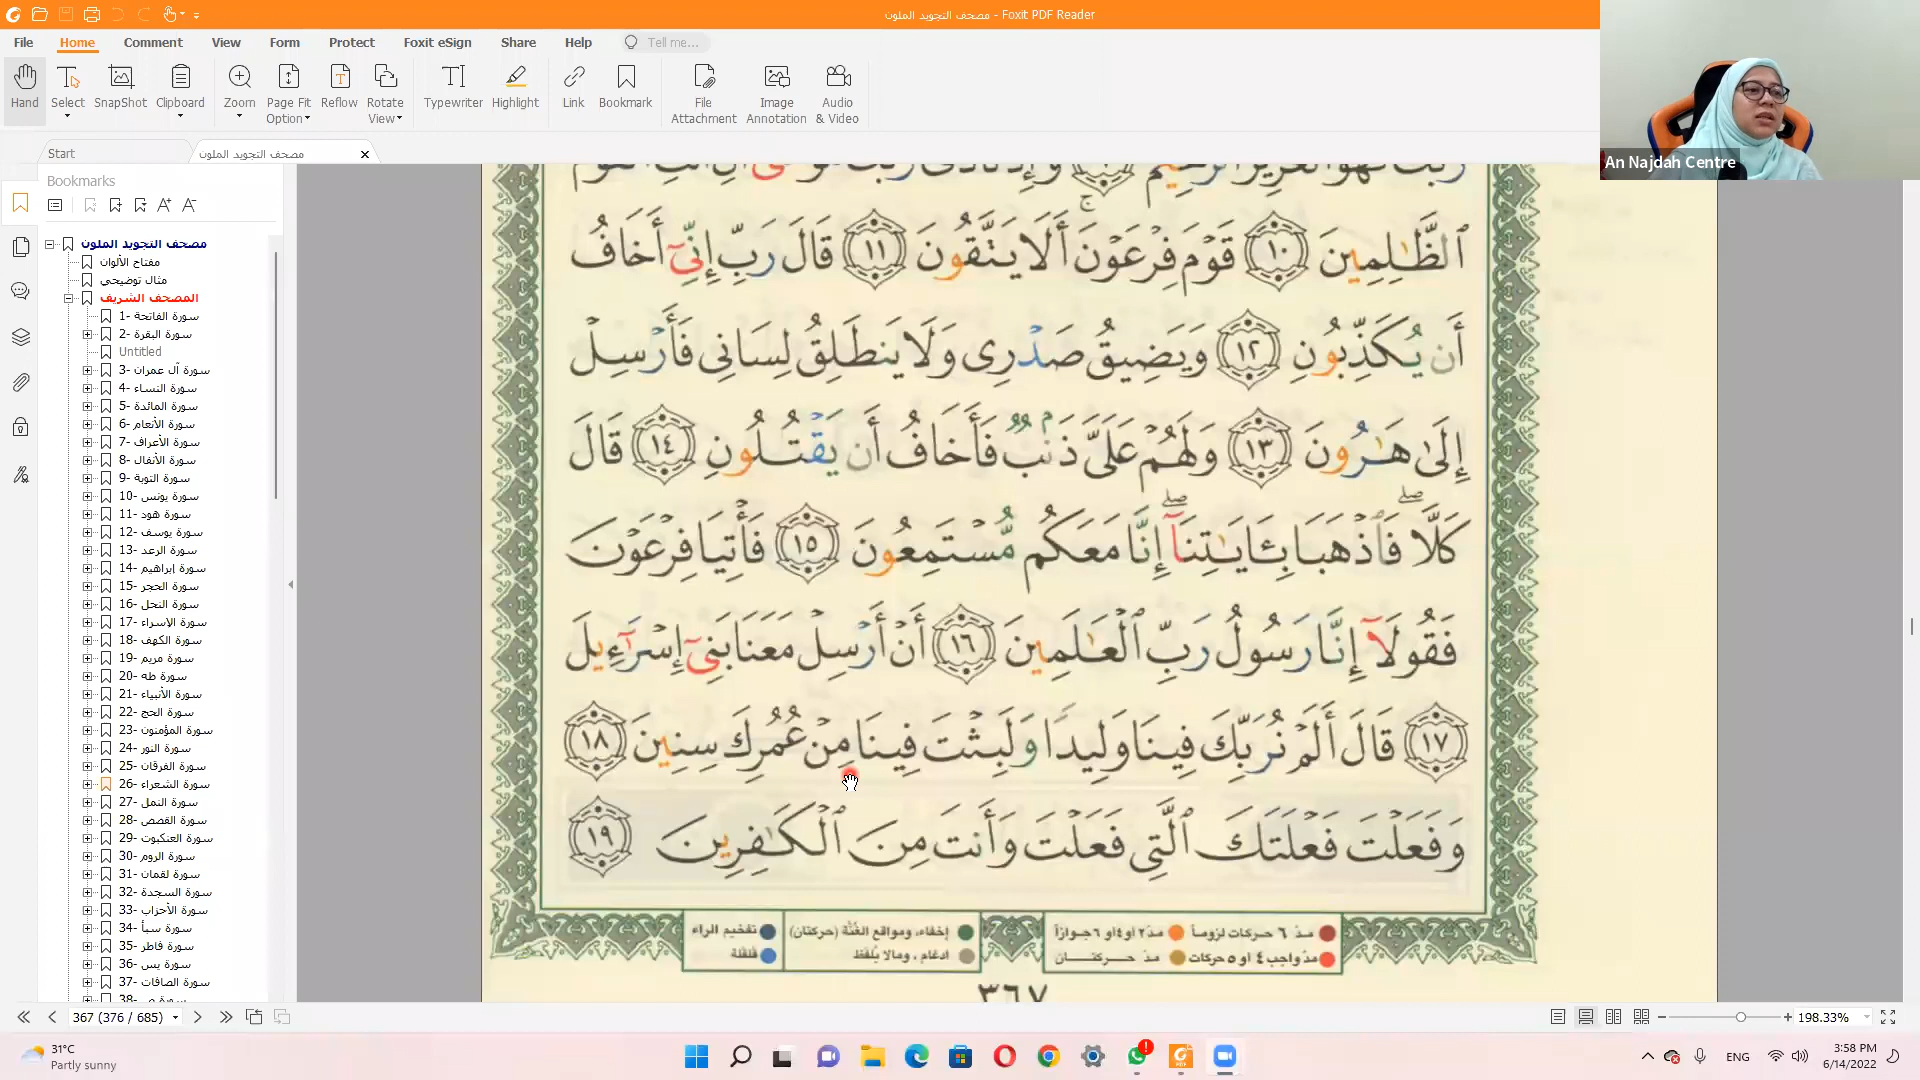 مصحف التجويد الملون - Foxit PDF Reader
File Home Comment View Form Protect Foxit eSign Share Help Tell me...
Hand Select SnapShot Clipboard Zoom Page Fit Option Reflow Rotate View Typewriter Highlight Link Bookmark File Attachment Image Annotation Audio & Video
An Najdah Centre
Start
مصحف التجويد الملون
Bookmarks
مصحف التجويد الملون
مفتاح الألوان
مثال توضيحي
المصحف الشريف
1- سورة الفاتحة
2- سورة البقرة
Untitled
3- سورة آل عمران
4- سورة النساء
5- سورة المائدة
6- سورة الأنعام
7- سورة الأعراف
8- سورة الأنفال
9- سورة التوبة
10- سورة يونس
11- سورة هود
12- سورة يوسف
13- سورة الرعد
14- سورة إبراهيم
15- سورة الحجر
16- سورة النحل
17- سورة الإسراء
18- سورة الكهف
19- سورة مريم
20- سورة طه
21- سورة الأنبياء
22- سورة الحج
23- سورة المؤمنون
24- سورة النور
25- سورة الفرقان
26- سورة الشعراء
27- سورة النمل
28- سورة القصص
29- سورة العنكبوت
30- سورة الروم
31- سورة لقمان
32- سورة السجدة
33- سورة الأحزاب
34- سورة سبأ
35- سورة فاطر
36- سورة يس
37- سورة الصافات
38- سورة ص
ٱلظَّـٰلِمِينَ ١٠ قَوْمَ فِرْعَوْنَ أَلَا يَتَّقُونَ ١١ قَالَ رَبِّ إِنِّىٓ أَخَافُ
أَن يُكَذِّبُونِ ١٢ وَيَضِيقُ صَدْرِى وَلَا يَنطَلِقُ لِسَانِى فَأَرْسِلْ
إِلَىٰ هَـٰرُونَ ١٣ وَلَهُمْ عَلَىَّ ذَنۢبٌ فَأَخَافُ أَن يَقْتُلُونِ ١٤ قَالَ
كَلَّا ۖ فَٱذْهَبَا بِـَٔايَـٰتِنَآ ۖ إِنَّا مَعَكُم مُّسْتَمِعُونَ ١٥ فَأْتِيَا فِرْعَوْنَ
فَقُولَآ إِنَّا رَسُولُ رَبِّ ٱلْعَـٰلَمِينَ ١٦ أَنْ أَرْسِلْ مَعَنَا بَنِىٓ إِسْرَٰٓءِيلَ
١٧ قَالَ أَلَمْ نُرَبِّكَ فِينَا وَلِيدًا وَلَبِثْتَ فِينَا مِنْ عُمُرِكَ سِنِينَ ١٨
وَفَعَلْتَ فَعْلَتَكَ ٱلَّتِى فَعَلْتَ وَأَنتَ مِنَ ٱلْكَـٰفِرِينَ ١٩
مدّ ٦ حركات لزوماً مدّ ٢ او ٤ او ٦ جوازاً إخفاء، ومواقع الغنّة (حركتان) تفخيم الراء
مدّ واجب ٤ او ٥ حركات مدّ حركتان ادغام، ومالا يُلفظ قلقلة
٣٦٧
367 (376 / 685) 198.33%
31°C
Partly sunny
ENG
3:58 PM
6/14/2022